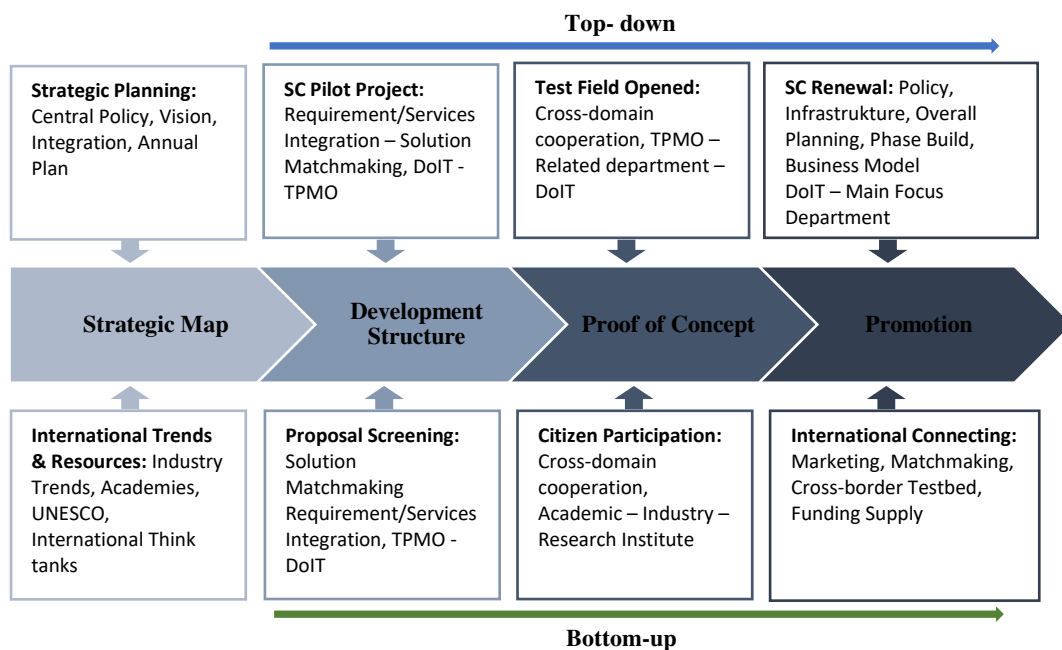 Top- down
Strategic Planning:
Central Policy, Vision,
Integration, Annual
Plan
SC Pilot Project:
Requirement/Services
Integration – Solution
Matchmaking, DoIT -
TPMO
Test Field Opened:
Cross-domain
cooperation, TPMO –
Related department –
DoIT
SC Renewal: Policy,
Infrastrukture, Overall
Planning, Phase Build,
Business Model
DoIT – Main Focus
Department
Strategic Map
Development
Structure
Proof of Concept
Promotion
International Trends
& Resources: Industry
Trends, Academies,
UNESCO,
International Think
tanks
Proposal Screening:
Solution
Matchmaking
Requirement/Services
Integration, TPMO -
DoIT
Citizen Participation:
Cross-domain
cooperation,
Academic – Industry –
Research Institute
International Connecting:
Marketing, Matchmaking,
Cross-border Testbed,
Funding Supply
Bottom-up